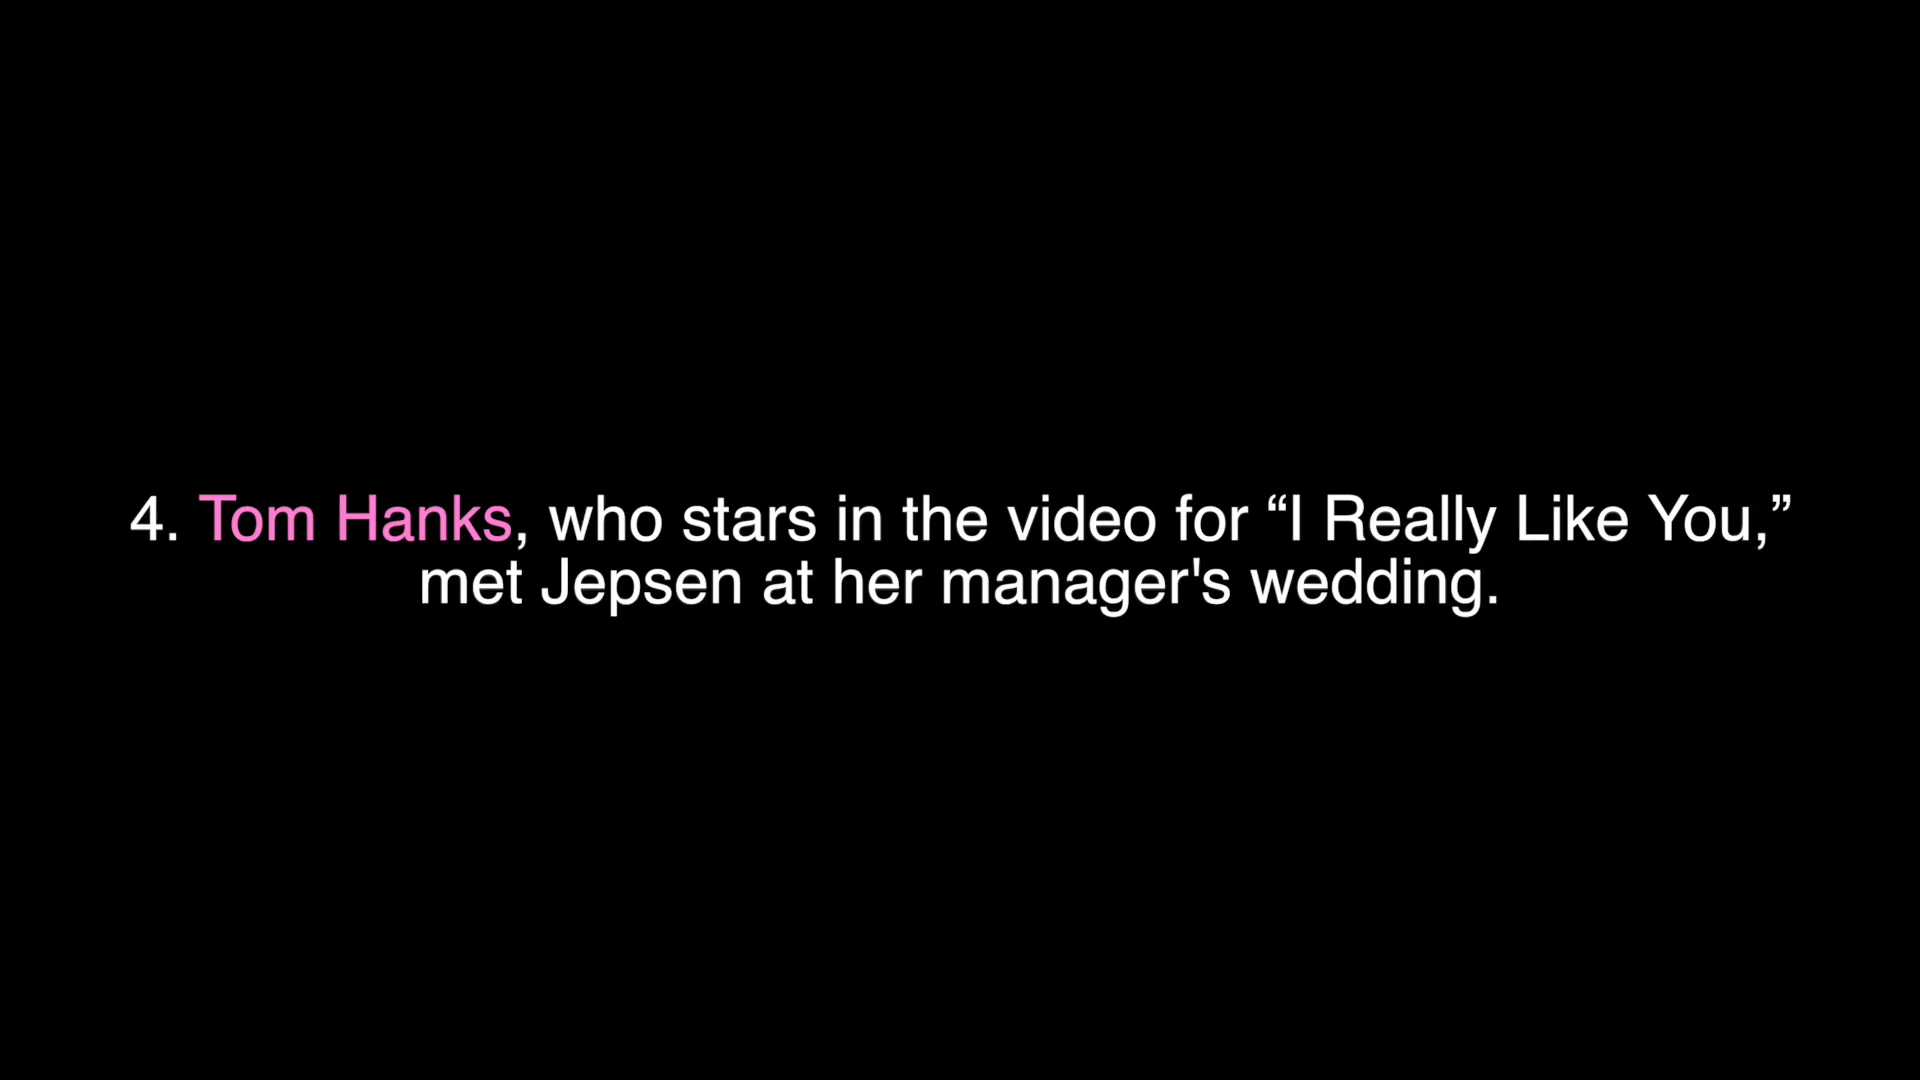 4. Tom Hanks, who stars in the video for “I Really Like You,”
met Jepsen at her manager's wedding.